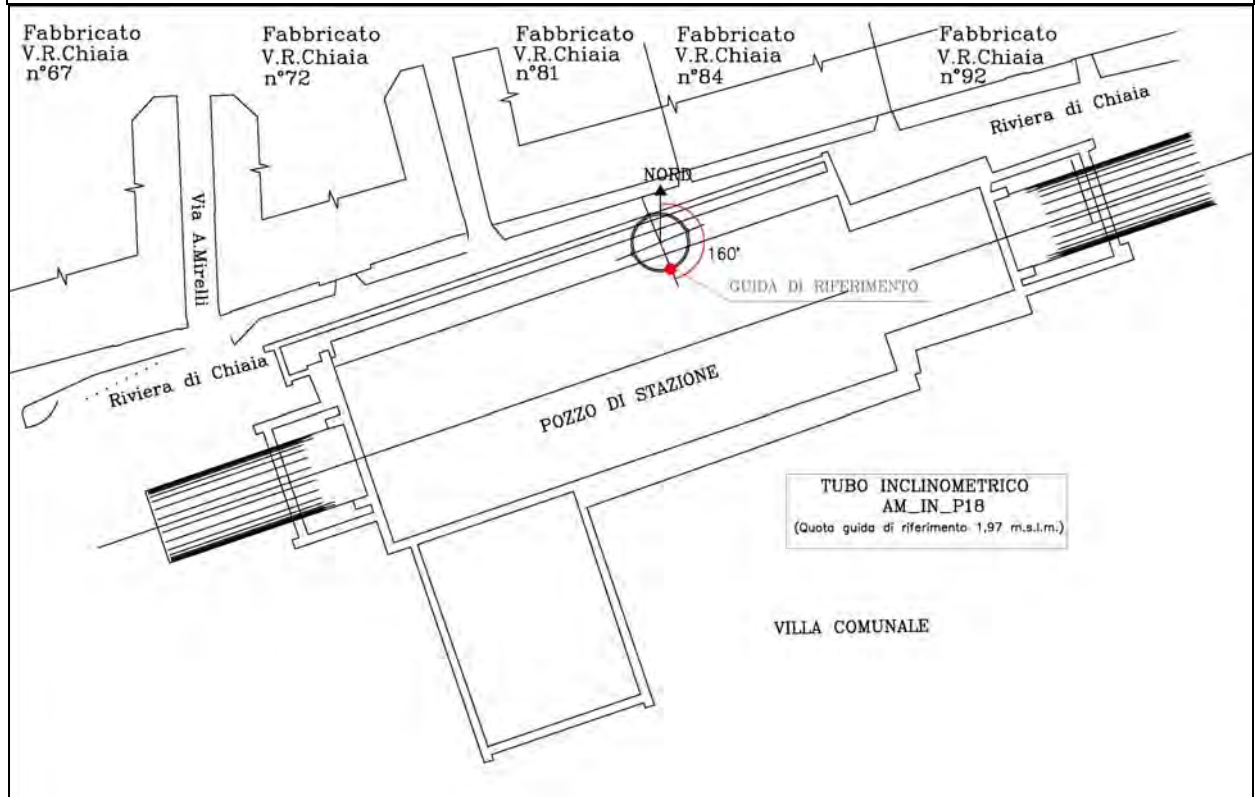 Fabbricato
V.R.Chiaia
n°67
Fabbricato
V.R.Chiaia
n°72
Fabbricato
V.R.Chiaia
n°81
Fabbricato
V.R.Chiaia
n°84
Fabbricato
V.R.Chiaia
n°92
Riviera di Chiaia
NORD
Via A.Mirelli
160°
GUIDA DI RIFERIMENTO
Riviera di Chiaia
POZZO DI STAZIONE
TUBO INCLINOMETRICO
AM_IN_P18
(Quota guida di riferimento 1,97 m.s.l.m.)
VILLA COMUNALE